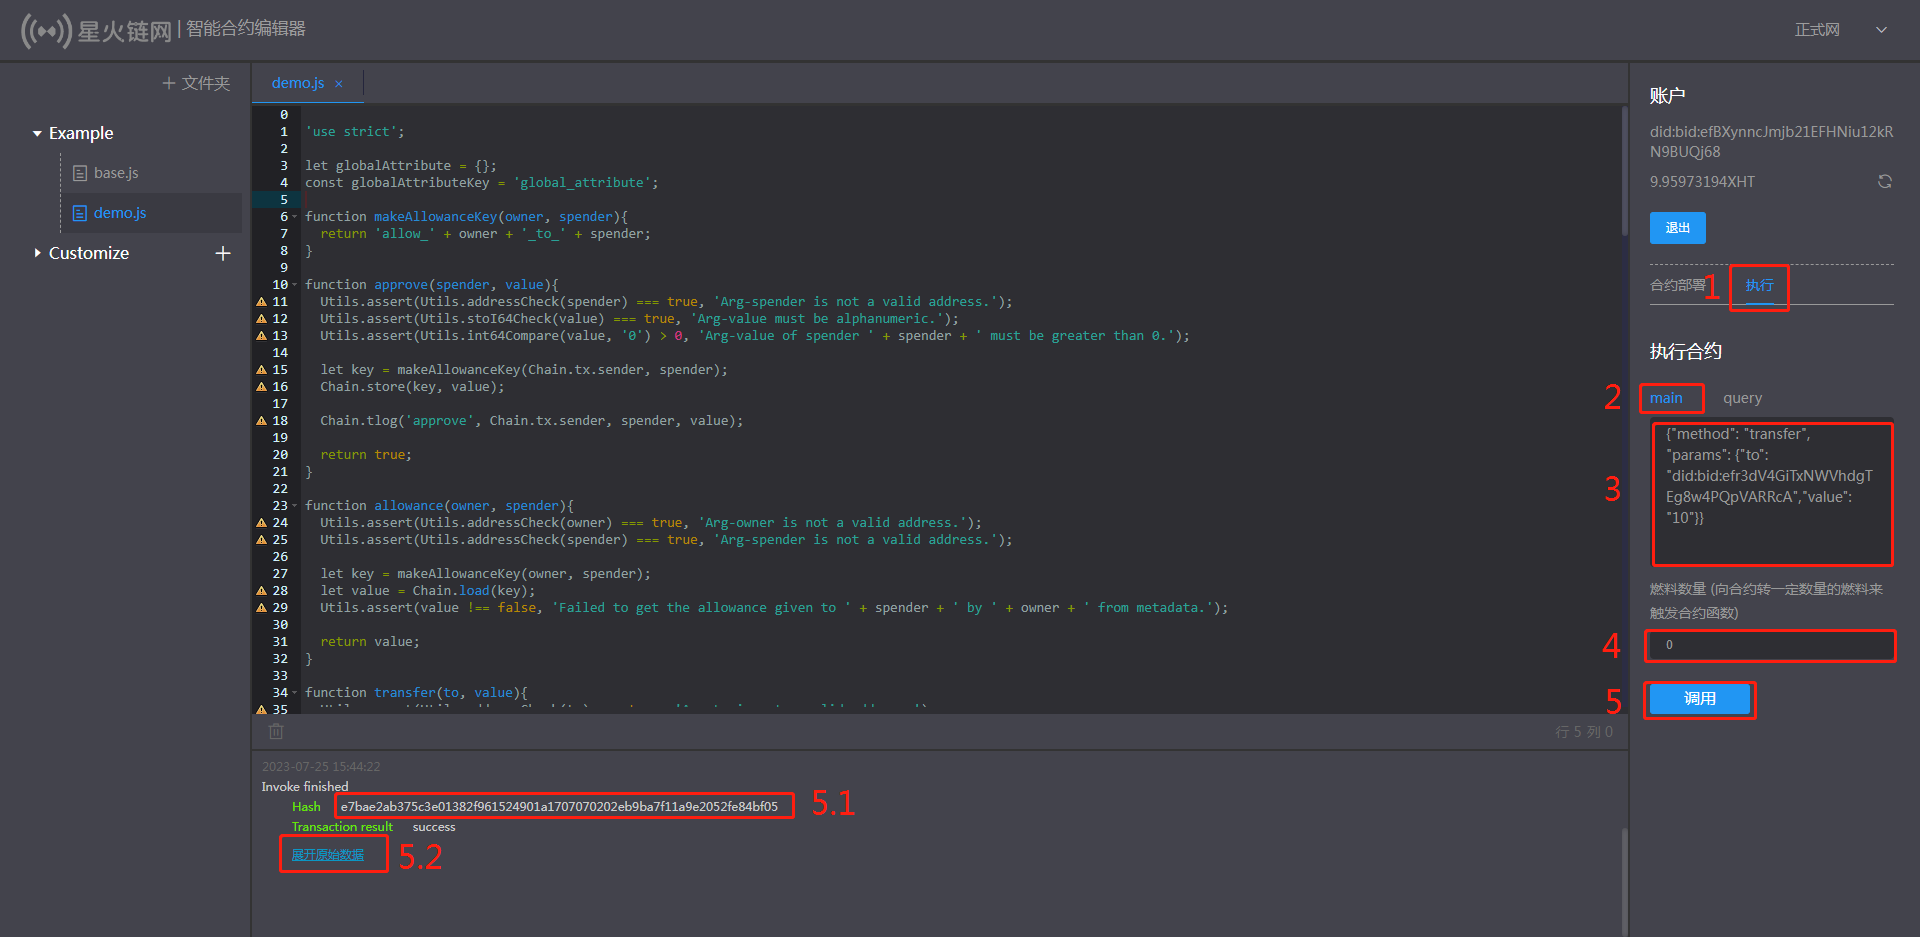 星火链网 | 智能合约编辑器
正式网
+ 文件夹
Example
base.js
demo.js
Customize +
demo.js ×
0
1 'use strict';
2
3 let globalAttribute = {};
4 const globalAttributeKey = 'global_attribute';
5
6 function makeAllowanceKey(owner, spender){
7 return 'allow_' + owner + '_to_' + spender;
8 }
9
10 function approve(spender, value){
11 Utils.assert(Utils.addressCheck(spender) === true, 'Arg-spender is not a valid address.');
12 Utils.assert(Utils.stoI64Check(value) === true, 'Arg-value must be alphanumeric.');
13 Utils.assert(Utils.int64Compare(value, '0') > 0, 'Arg-value of spender ' + spender + ' must be greater than 0.');
14
15 let key = makeAllowanceKey(Chain.tx.sender, spender);
16 Chain.store(key, value);
17
18 Chain.tlog('approve', Chain.tx.sender, spender, value);
19
20 return true;
21 }
22
23 function allowance(owner, spender){
24 Utils.assert(Utils.addressCheck(owner) === true, 'Arg-owner is not a valid address.');
25 Utils.assert(Utils.addressCheck(spender) === true, 'Arg-spender is not a valid address.');
26
27 let key = makeAllowanceKey(owner, spender);
28 let value = Chain.load(key);
29 Utils.assert(value !== false, 'Failed to get the allowance given to ' + spender + ' by ' + owner + ' from metadata.');
30
31 return value;
32 }
33
34 function transfer(to, value){
35
行 5 列 0
2023-07-25 15:44:22
Invoke finished
Hash e7bae2ab375c3e01382f961524901a1707070202eb9ba7f11a9e2052fe84bf05 5.1
Transaction result success
展开原始数据 5.2
账户
did:bid:efBXynncJmjb21EFHNiu12kR
N9BUQj68
9.95973194XHT
退出
合约部署 1 执行
执行合约
2 main query
3
{"method": "transfer",
"params": {"to":
"did:bid:efr3dV4GiTxNWVhdgT
Eg8w4PQpVARRcA","value":
"10"}}
燃料数量 (向合约转一定数量的燃料来
触发合约函数)
4 0
5 调用